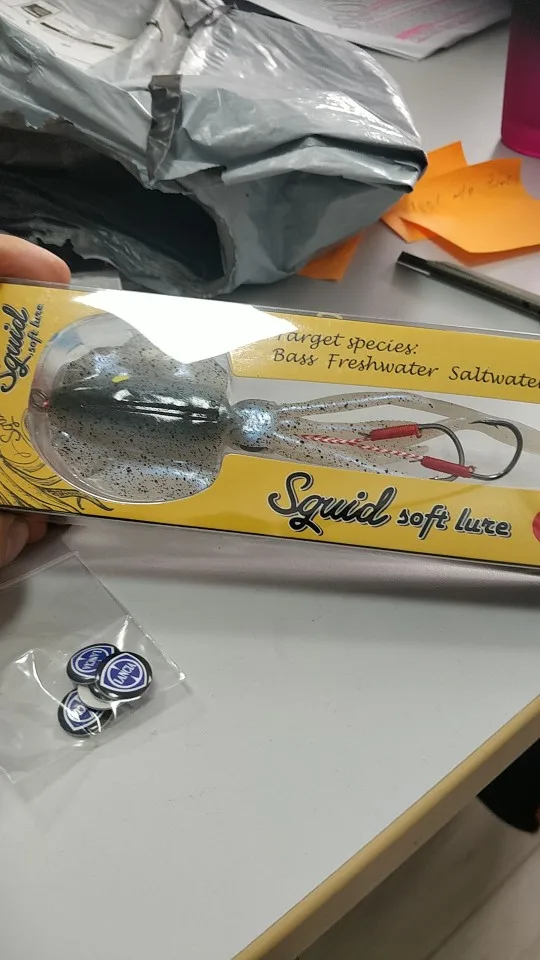 Squid
soft lure
Target species:
Bass Freshwater Saltwater
Squid soft lure
LANCIA
LANCIA